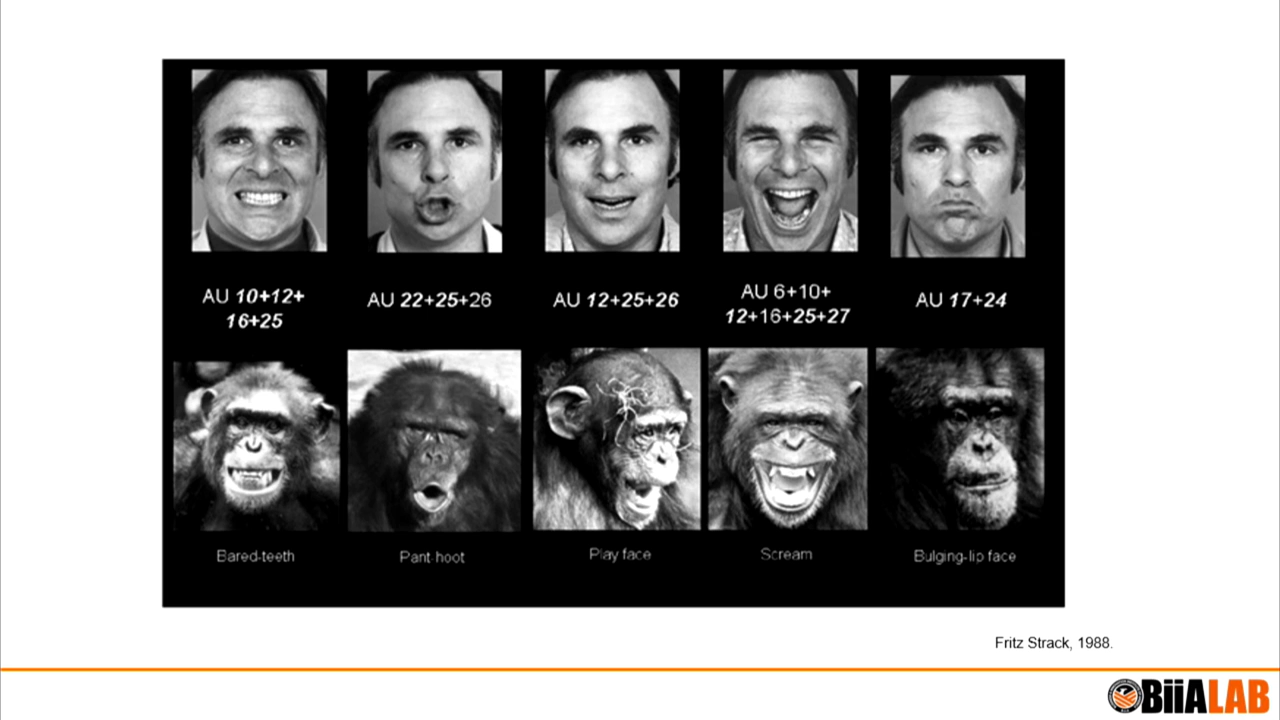 AU 10+12+
16+25
AU 22+25+26
AU 12+25+26
AU 6+10+
12+16+25+27
AU 17+24
Bared-teeth
Pant-hoot
Play face
Scream
Bulging-lip face
Fritz Strack, 1988.
BiiALAB